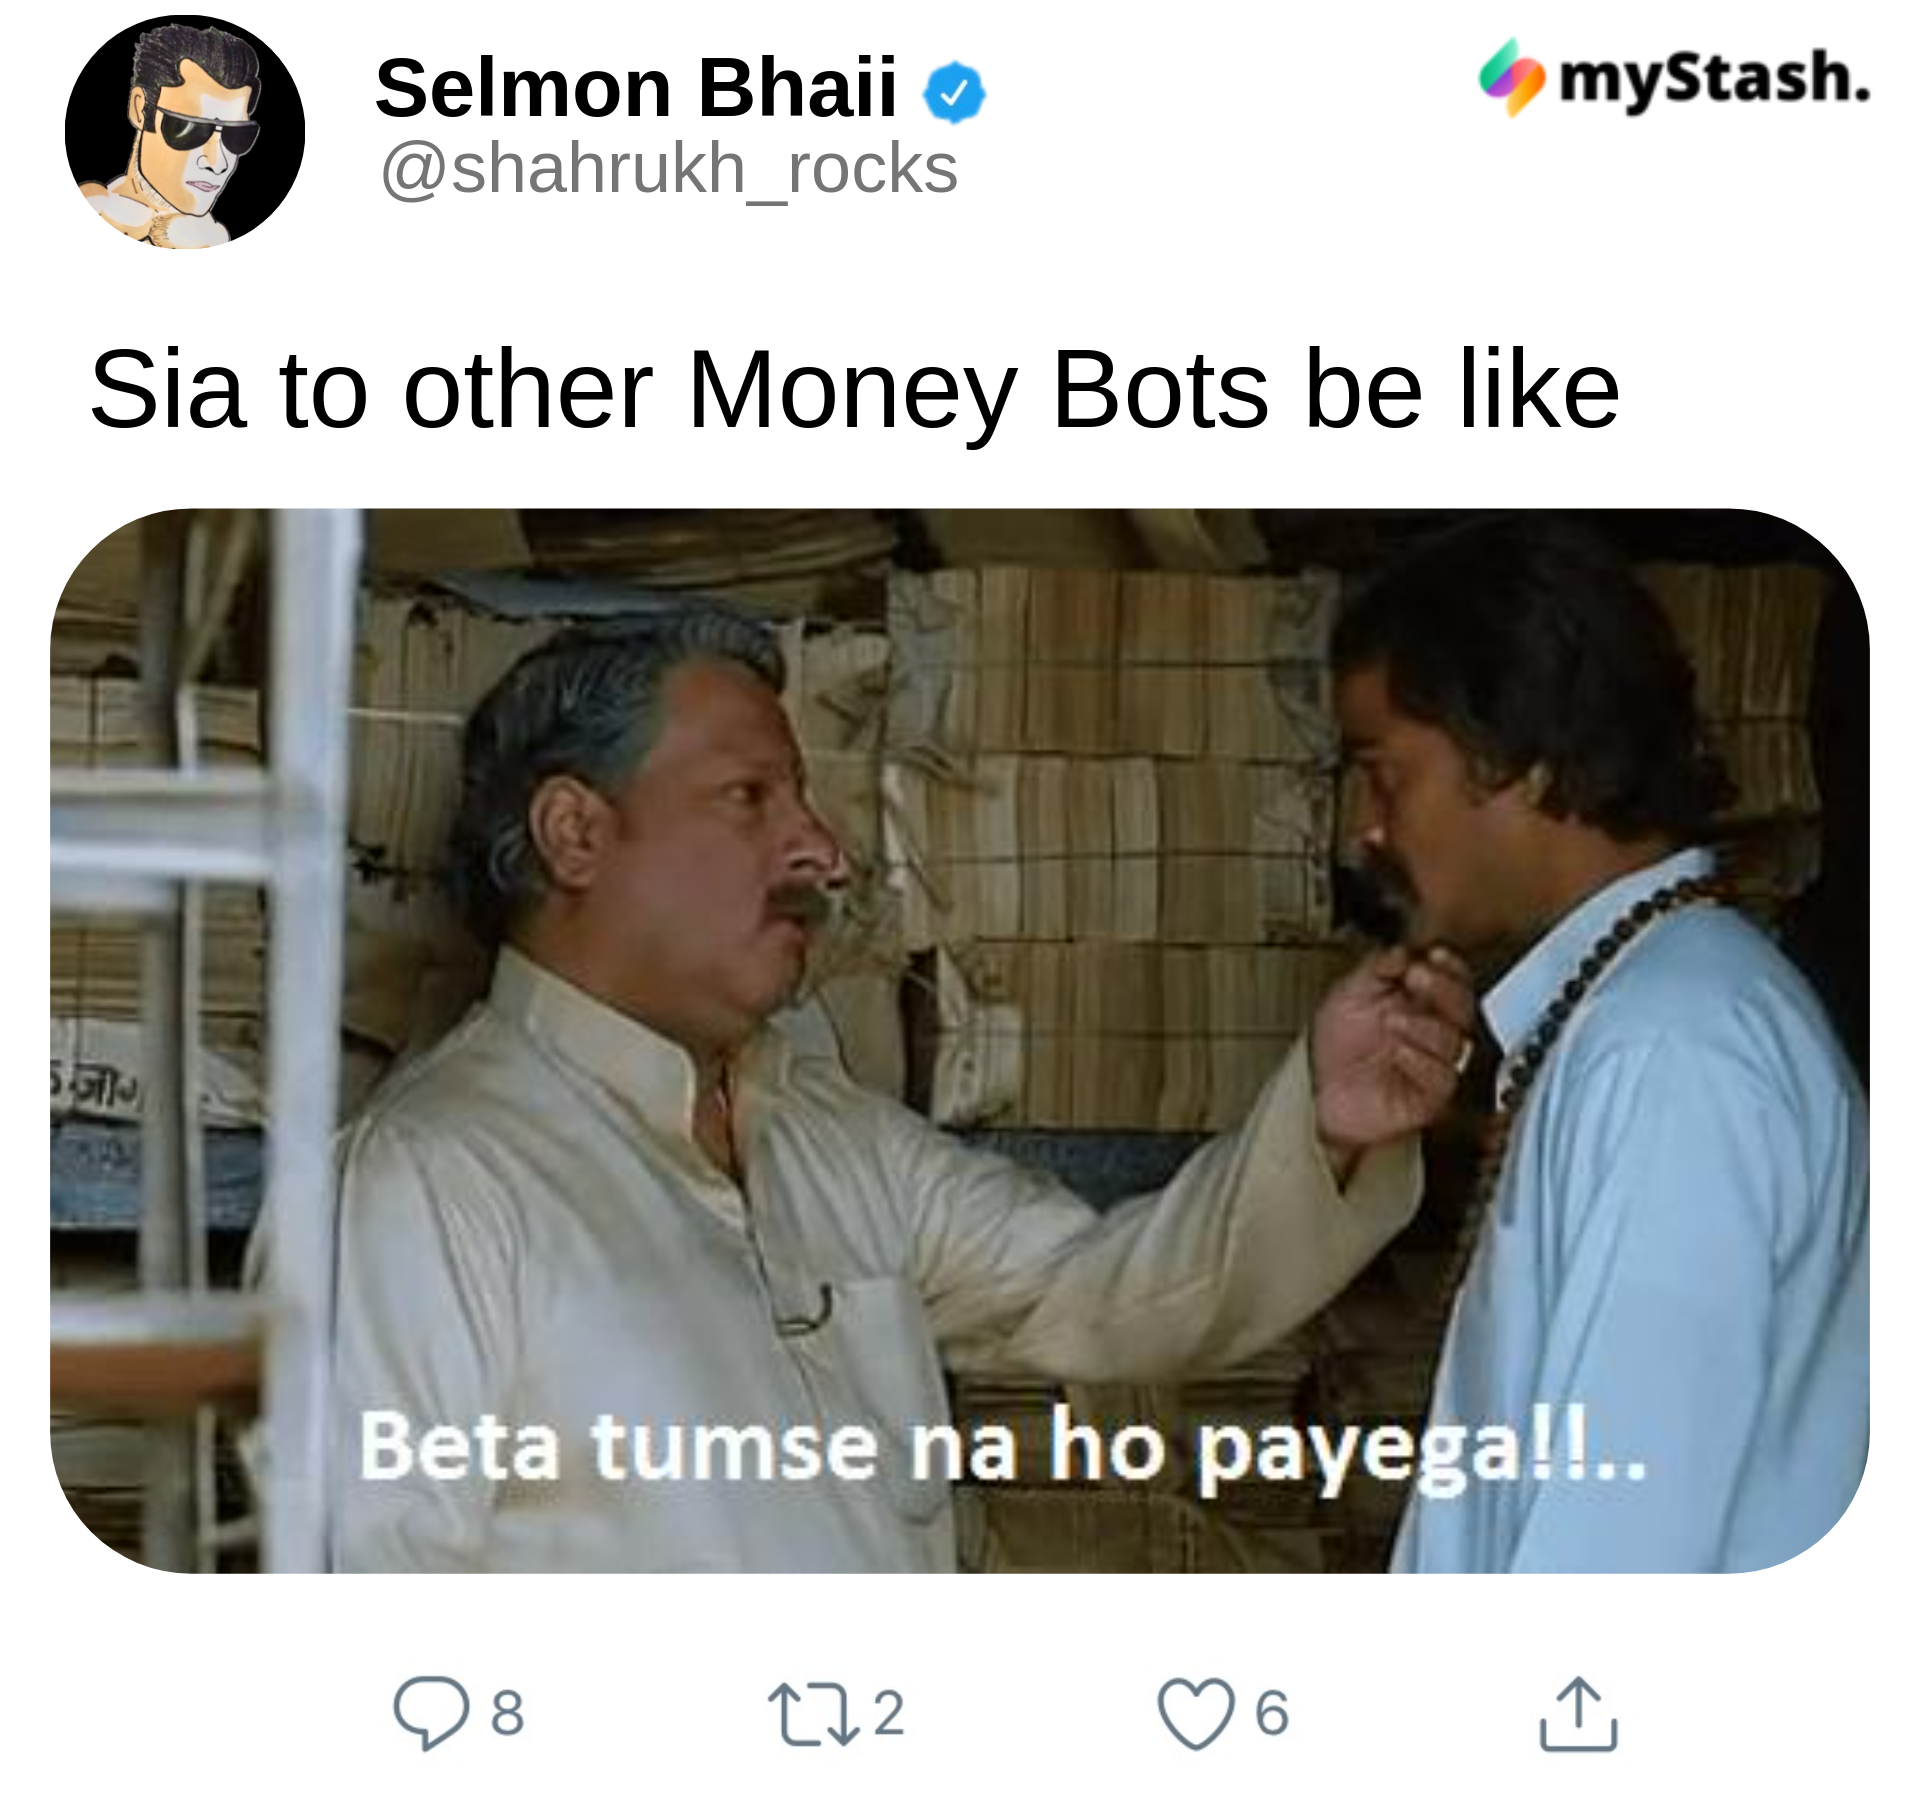 Selmon Bhaii
myStash.
@shahrukh_rocks
Sia to other Money Bots be like
Beta tumse na ho payega!!..
8 2 6